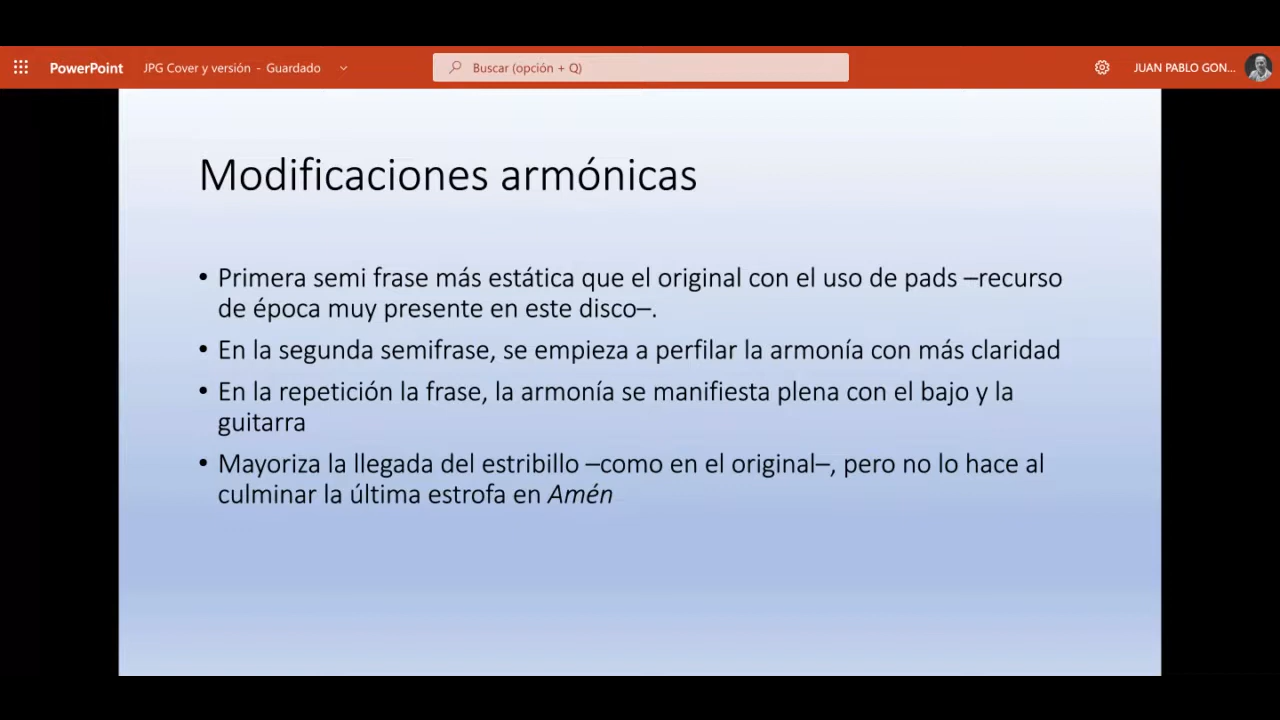 PowerPoint JPG Cover y versión - Guardado Buscar (opción + Q) JUAN PABLO GON...
Modificaciones armónicas
• Primera semi frase más estática que el original con el uso de pads –recurso
de época muy presente en este disco–.
• En la segunda semifrase, se empieza a perfilar la armonía con más claridad
• En la repetición la frase, la armonía se manifiesta plena con el bajo y la
guitarra
• Mayoriza la llegada del estribillo –como en el original–, pero no lo hace al
culminar la última estrofa en Amén